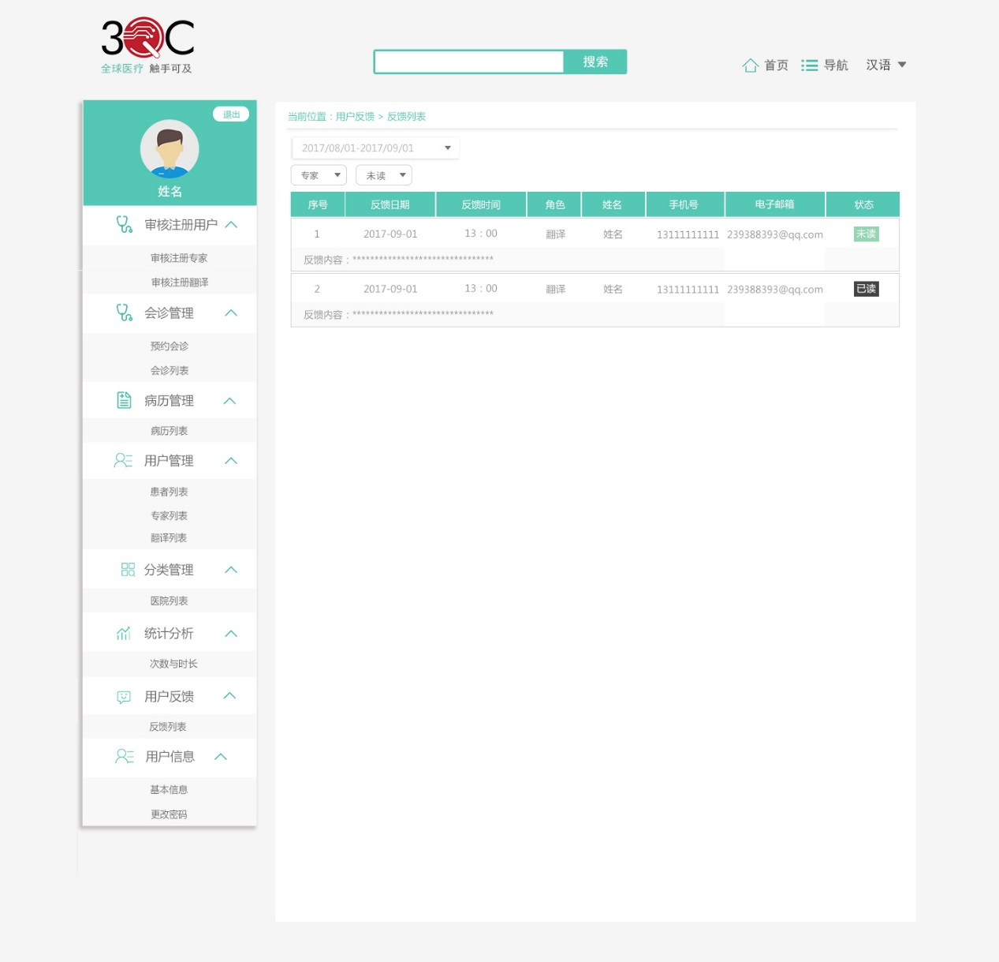 3QC
全球医疗 触手可及
搜索
首页 导航 汉语
退出
姓名
审核注册用户
审核注册专家
审核注册翻译
会诊管理
预约会诊
会诊列表
病历管理
病历列表
用户管理
患者列表
专家列表
翻译列表
分类管理
医院列表
统计分析
次数与时长
用户反馈
反馈列表
用户信息
基本信息
更改密码
当前位置：用户反馈 > 反馈列表
2017/08/01-2017/09/01
专家 未读
序号 反馈日期 反馈时间 角色 姓名 手机号 电子邮箱 状态
1 2017-09-01 13：00 翻译 姓名 13111111111 239388393@qq.com 未读
反馈内容：********************************
2 2017-09-01 13：00 翻译 姓名 13111111111 239388393@qq.com 已读
反馈内容：********************************